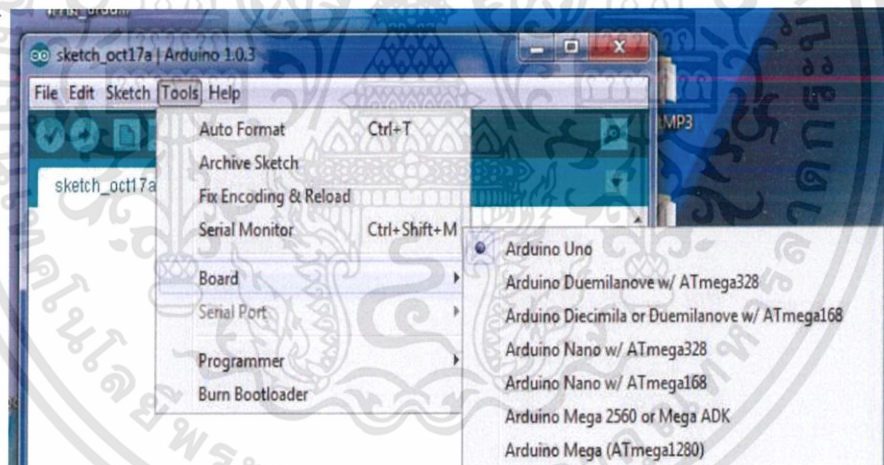 sketch_oct17a | Arduino 1.0.3
File Edit Sketch Tools Help
MP3
sketch_oct17a
Auto Format Ctrl+T
Archive Sketch
Fix Encoding & Reload
Serial Monitor Ctrl+Shift+M
Board
Serial Port
Programmer
Burn Bootloader
Arduino Uno
Arduino Duemilanove w/ ATmega328
Arduino Diecimila or Duemilanove w/ ATmega168
Arduino Nano w/ ATmega328
Arduino Nano w/ ATmega168
Arduino Mega 2560 or Mega ADK
Arduino Mega (ATmega1280)